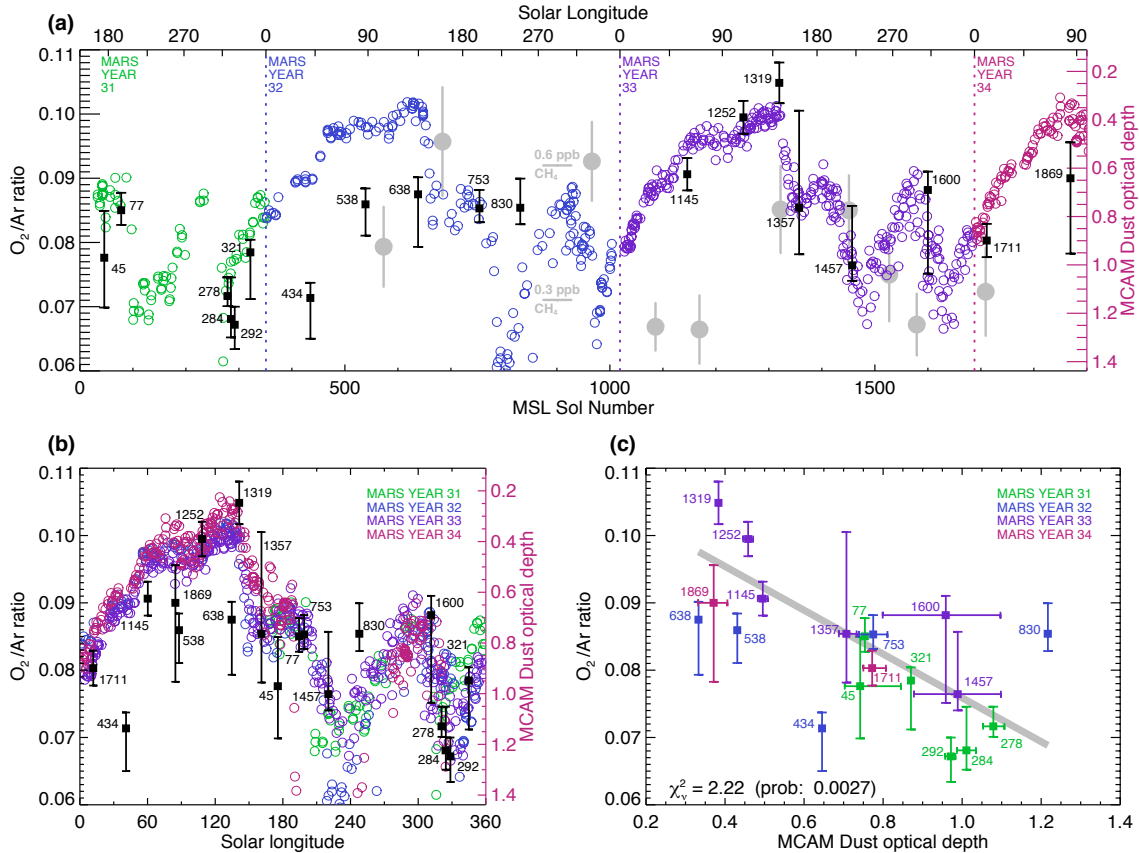 Solar Longitude
(a)
180 270 0 90 180 270 0 90 180 270 0 90
MARS YEAR 31
MARS YEAR 32
MARS YEAR 33
MARS YEAR 34
0.11
0.10
0.09
0.08
0.07
0.06
O2/Ar ratio
0.2
0.4
0.6
0.8
1.0
1.2
1.4
MCAM Dust optical depth
45
77
278
284
292
321
434
538
638
753
830
0.6 ppb
CH4
0.3 ppb
CH4
1145
1252
1319
1357
1457
1600
1711
1869
0 500 1000 1500
MSL Sol Number
(b)
0.11
0.10
0.09
0.08
0.07
0.06
O2/Ar ratio
MARS YEAR 31
MARS YEAR 32
MARS YEAR 33
MARS YEAR 34
1319
1252
1357
1869
1145
538
638
753
830
1600
1711
77
45
1457
321
434
278
284
292
0.2
0.4
0.6
0.8
1.0
1.2
1.4
MCAM Dust optical depth
0 60 120 180 240 300 360
Solar longitude
(c)
0.11
0.10
0.09
0.08
0.07
0.06
O2/Ar ratio
MARS YEAR 31
MARS YEAR 32
MARS YEAR 33
MARS YEAR 34
1319
1252
1869
1145
638
538
77
1357
753
1600
830
1711
321
45
1457
434
292
284
278
χ²ν = 2.22 (prob: 0.0027)
0.2 0.4 0.6 0.8 1.0 1.2 1.4
MCAM Dust optical depth